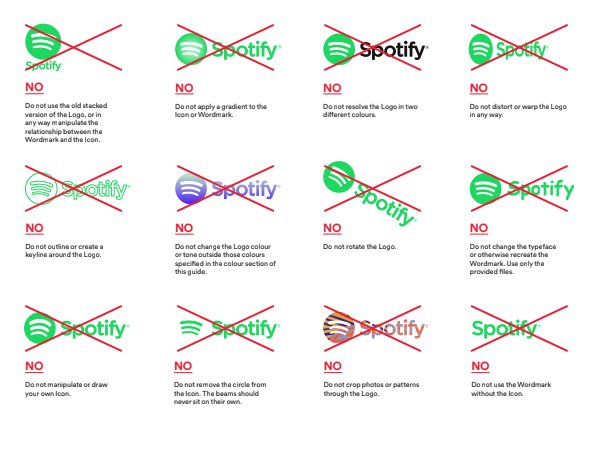 Spotify®
NO
Do not use the old stacked
version of the Logo, or in
any way manipulate the
relationship between the
Wordmark and the Icon.
Spotify®
NO
Do not apply a gradient to the
Icon or Wordmark.
Spotify®
NO
Do not resolve the Logo in two
different colours.
Spotify®
NO
Do not distort or warp the Logo
in any way.
Spotify®
NO
Do not outline or create a
keyline around the Logo.
Spotify®
NO
Do not change the Logo colour
or tone outside those colours
specified in the colour section of
this guide.
Spotify®
NO
Do not rotate the Logo.
Spotify
NO
Do not change the typeface
or otherwise recreate the
Wordmark. Use only the
provided files.
Spotify®
NO
Do not manipulate or draw
your own Icon.
Spotify®
NO
Do not remove the circle from
the Icon. The beams should
never sit on their own.
Spotify®
NO
Do not crop photos or patterns
through the Logo.
Spotify®
NO
Do not use the Wordmark
without the Icon.